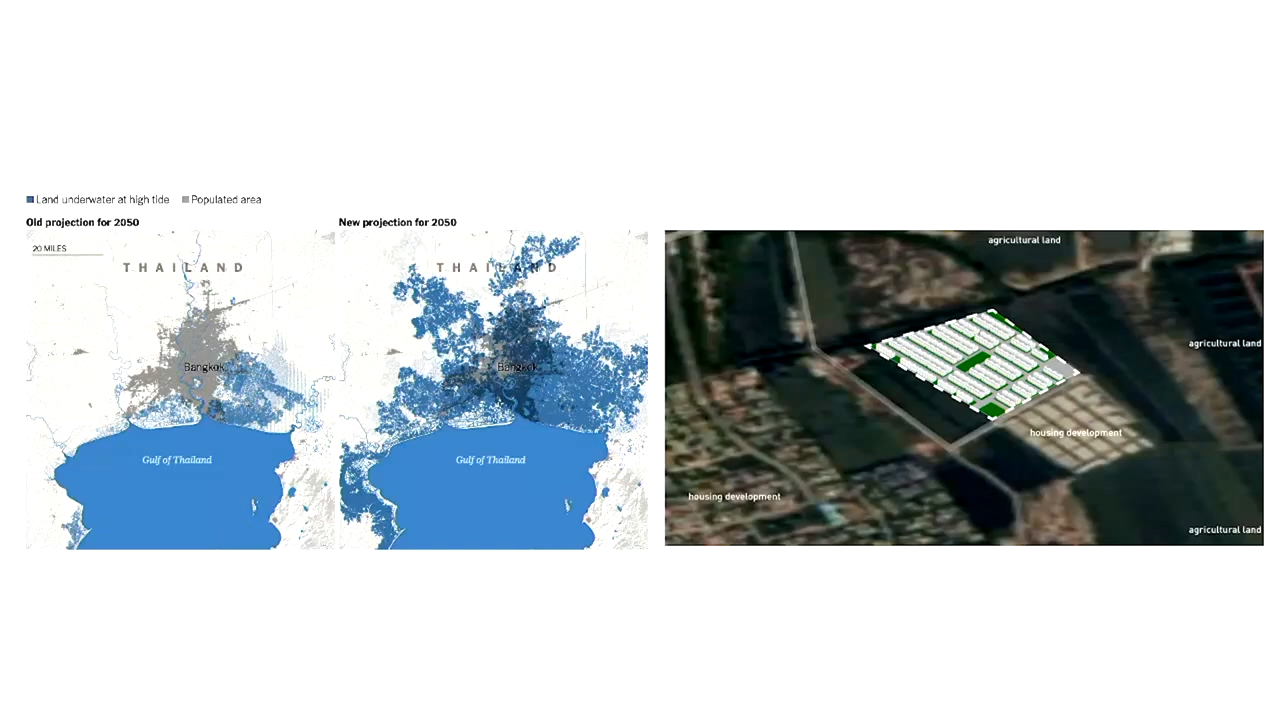 Land underwater at high tide
Populated area
Old projection for 2050
New projection for 2050
20 MILES
THAILAND
Bangkok
Gulf of Thailand
THAILAND
Bangkok
Gulf of Thailand
agricultural land
agricultural land
housing development
housing development
agricultural land